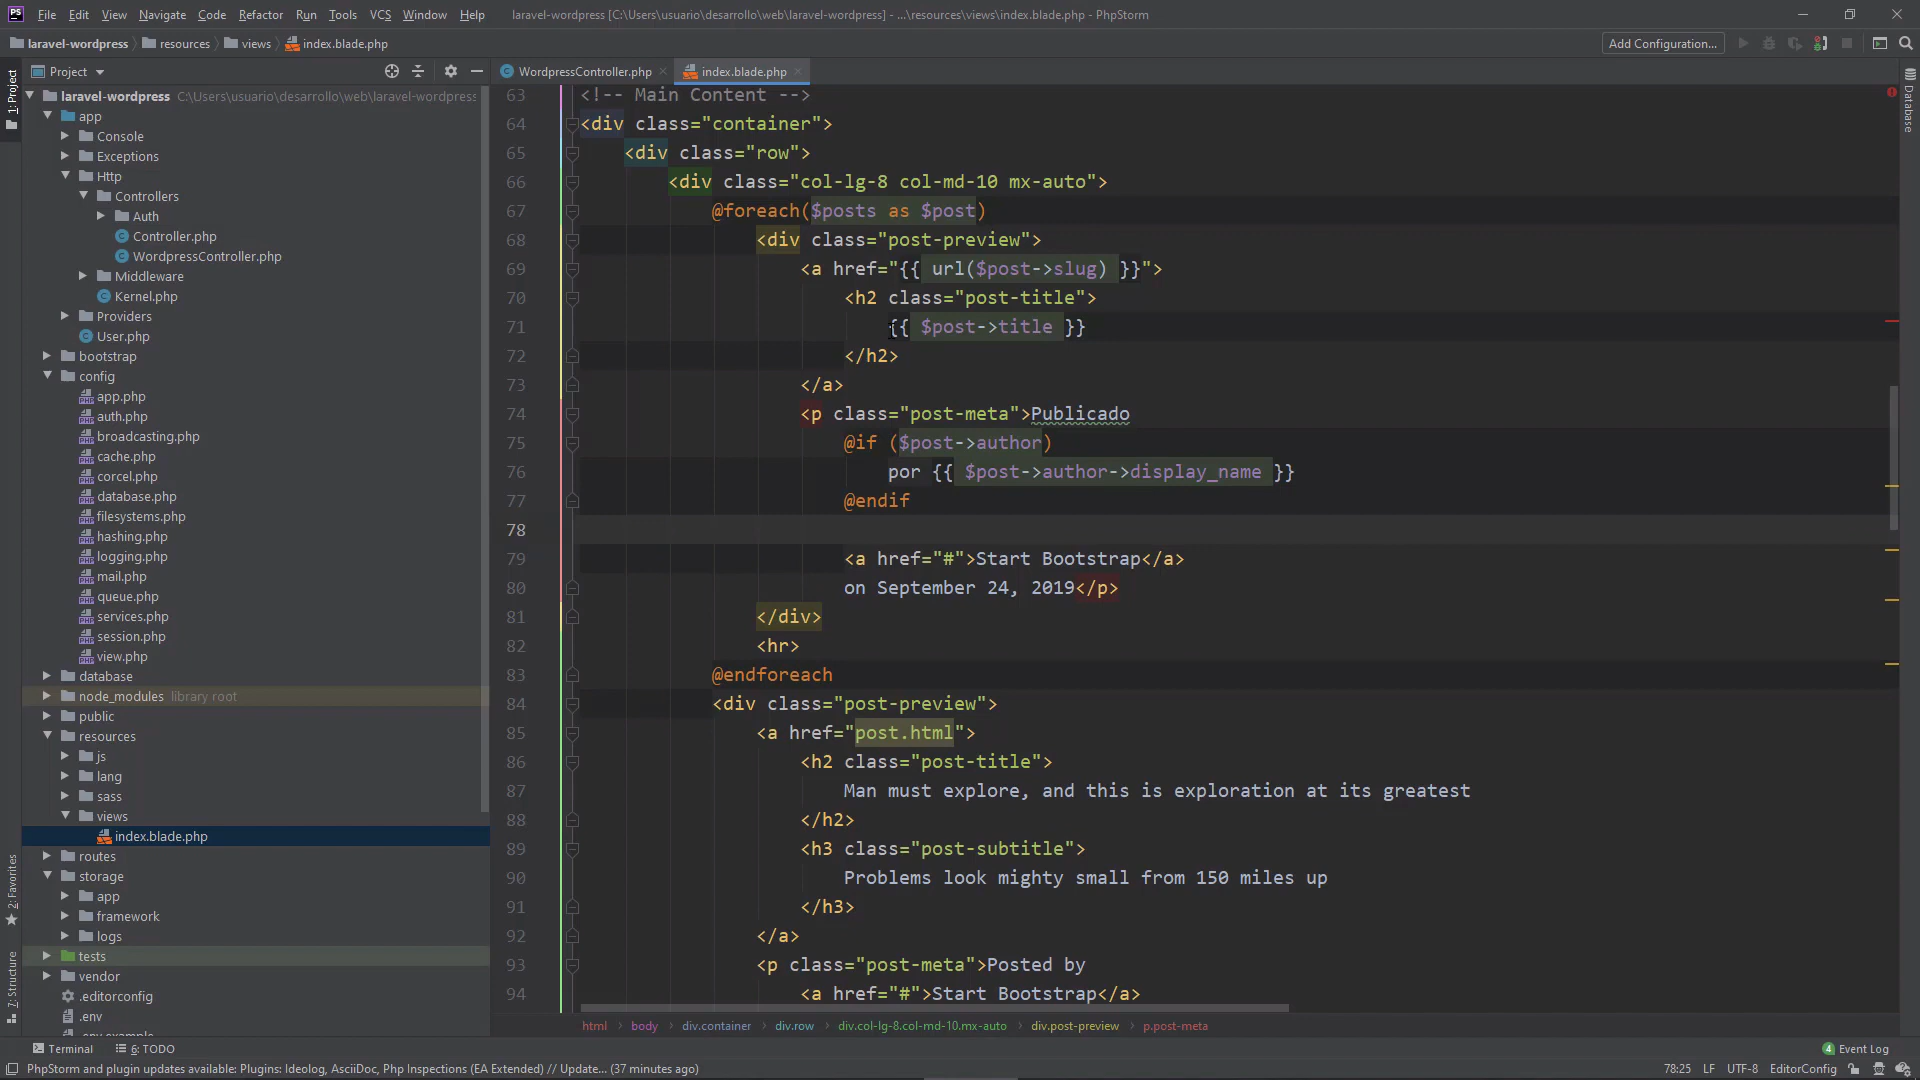 PS File Edit View Navigate Code Refactor Run Tools VCS Window Help laravel-wordpress [C:\Users\usuario\desarrollo\web\laravel-wordpress] - ...\resources\views\index.blade.php - PhpStorm
laravel-wordpress resources views index.blade.php Add Configuration...
Project WordpressController.php index.blade.php
1: Project
Database
laravel-wordpress C:\Users\usuario\desarrollo\web\laravel-wordpress
app
Console
Exceptions
Http
Controllers
Auth
Controller.php
WordpressController.php
Middleware
Kernel.php
Providers
User.php
bootstrap
config
app.php
auth.php
broadcasting.php
cache.php
corcel.php
database.php
filesystems.php
hashing.php
logging.php
mail.php
queue.php
services.php
session.php
view.php
database
node_modules library root
public
resources
js
lang
sass
views
index.blade.php
routes
storage
app
framework
logs
tests
vendor
.editorconfig
.env
.env.example
2: Favorites
7: Structure
63 <!-- Main Content -->
64 <div class="container">
65 <div class="row">
66 <div class="col-lg-8 col-md-10 mx-auto">
67 @foreach($posts as $post)
68 <div class="post-preview">
69 <a href="{{ url($post->slug) }}">
70 <h2 class="post-title">
71 {{ $post->title }}
72 </h2>
73 </a>
74 <p class="post-meta">Publicado
75 @if ($post->author)
76 por {{ $post->author->display_name }}
77 @endif
78
79 <a href="#">Start Bootstrap</a>
80 on September 24, 2019</p>
81 </div>
82 <hr>
83 @endforeach
84 <div class="post-preview">
85 <a href="post.html">
86 <h2 class="post-title">
87 Man must explore, and this is exploration at its greatest
88 </h2>
89 <h3 class="post-subtitle">
90 Problems look mighty small from 150 miles up
91 </h3>
92 </a>
93 <p class="post-meta">Posted by
94 <a href="#">Start Bootstrap</a>
html body div.container div.row div.col-lg-8.col-md-10.mx-auto div.post-preview p.post-meta
Terminal 6: TODO 4 Event Log
PhpStorm and plugin updates available: Plugins: Ideolog, AsciiDoc, Php Inspections (EA Extended) // Update... (37 minutes ago) 78:25 LF UTF-8 EditorConfig